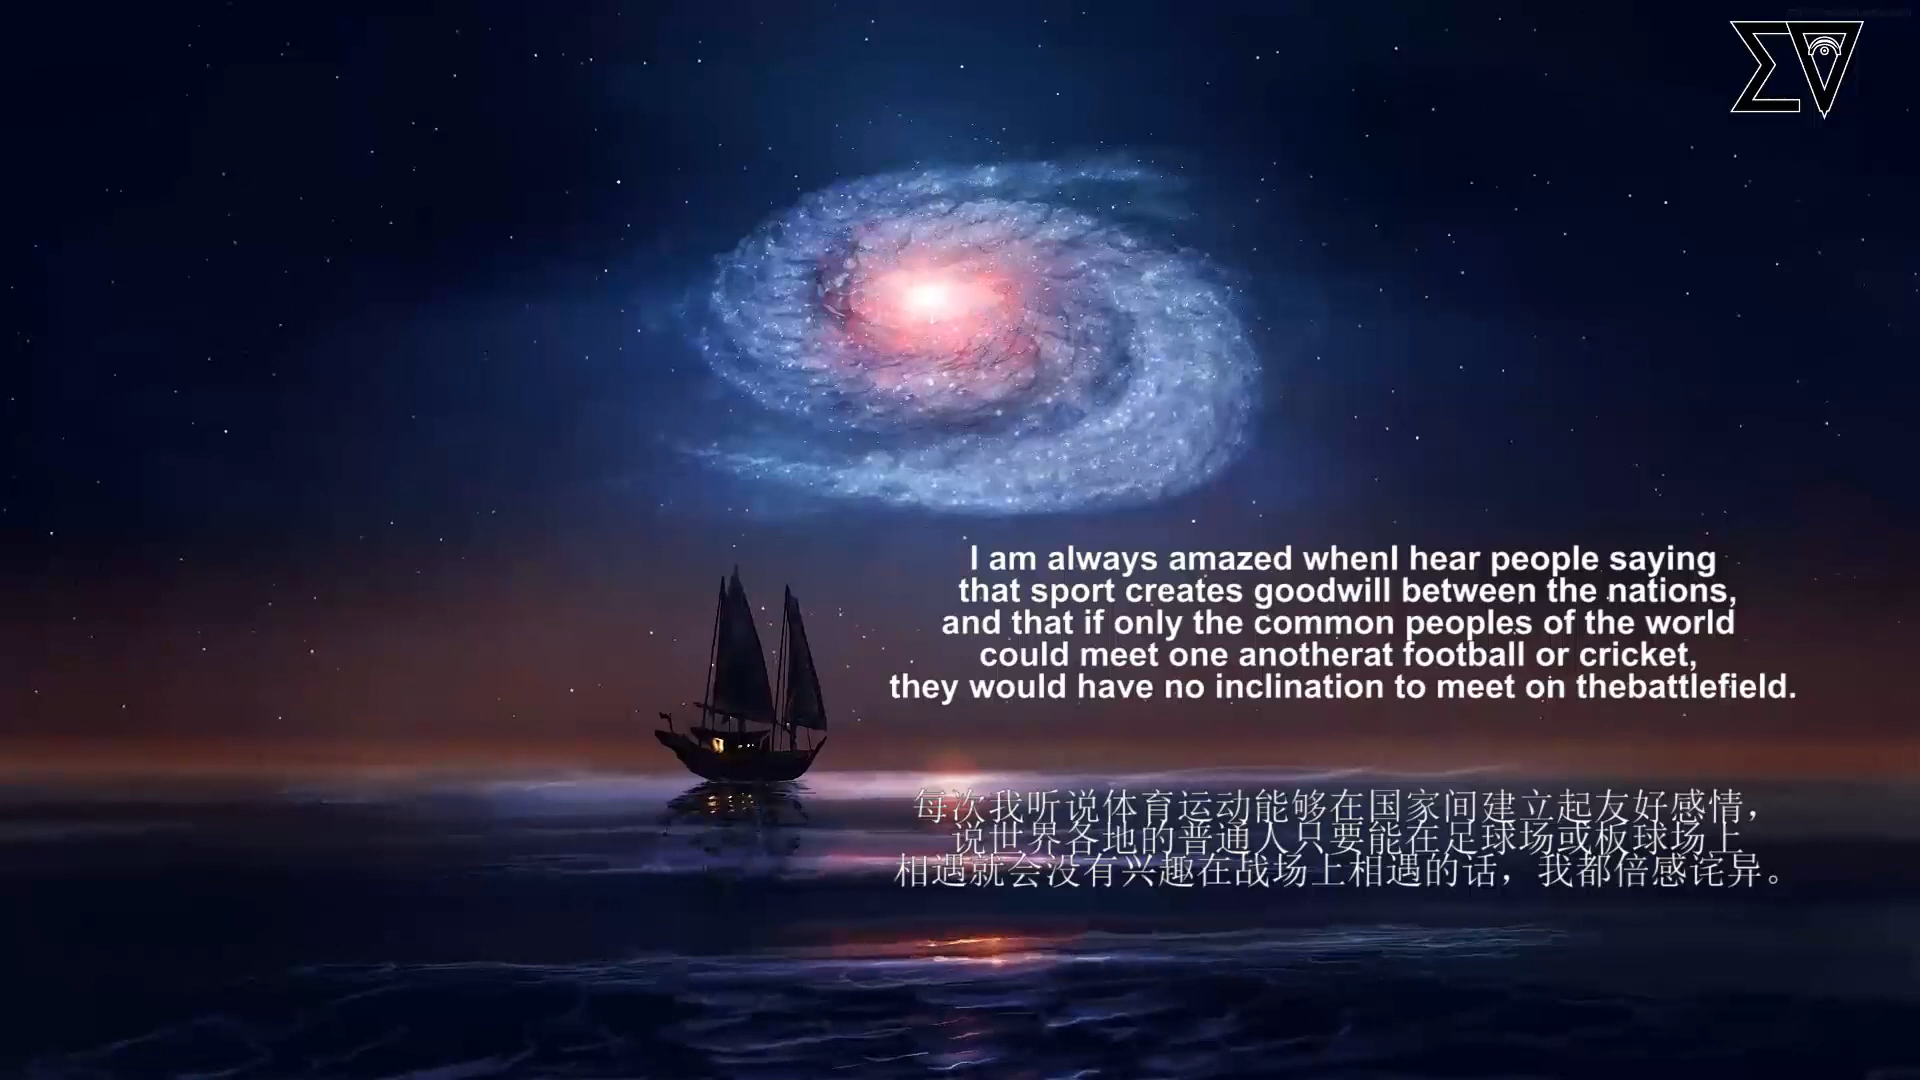 I am always amazed whenI hear people saying
that sport creates goodwill between the nations,
and that if only the common peoples of the world
could meet one anotherat football or cricket,
they would have no inclination to meet on thebattlefield.
每次我听说体育运动能够在国家间建立起友好感情，
说世界各地的普通人只要能在足球场或板球场上
相遇就会没有兴趣在战场上相遇的话，我都倍感诧异。